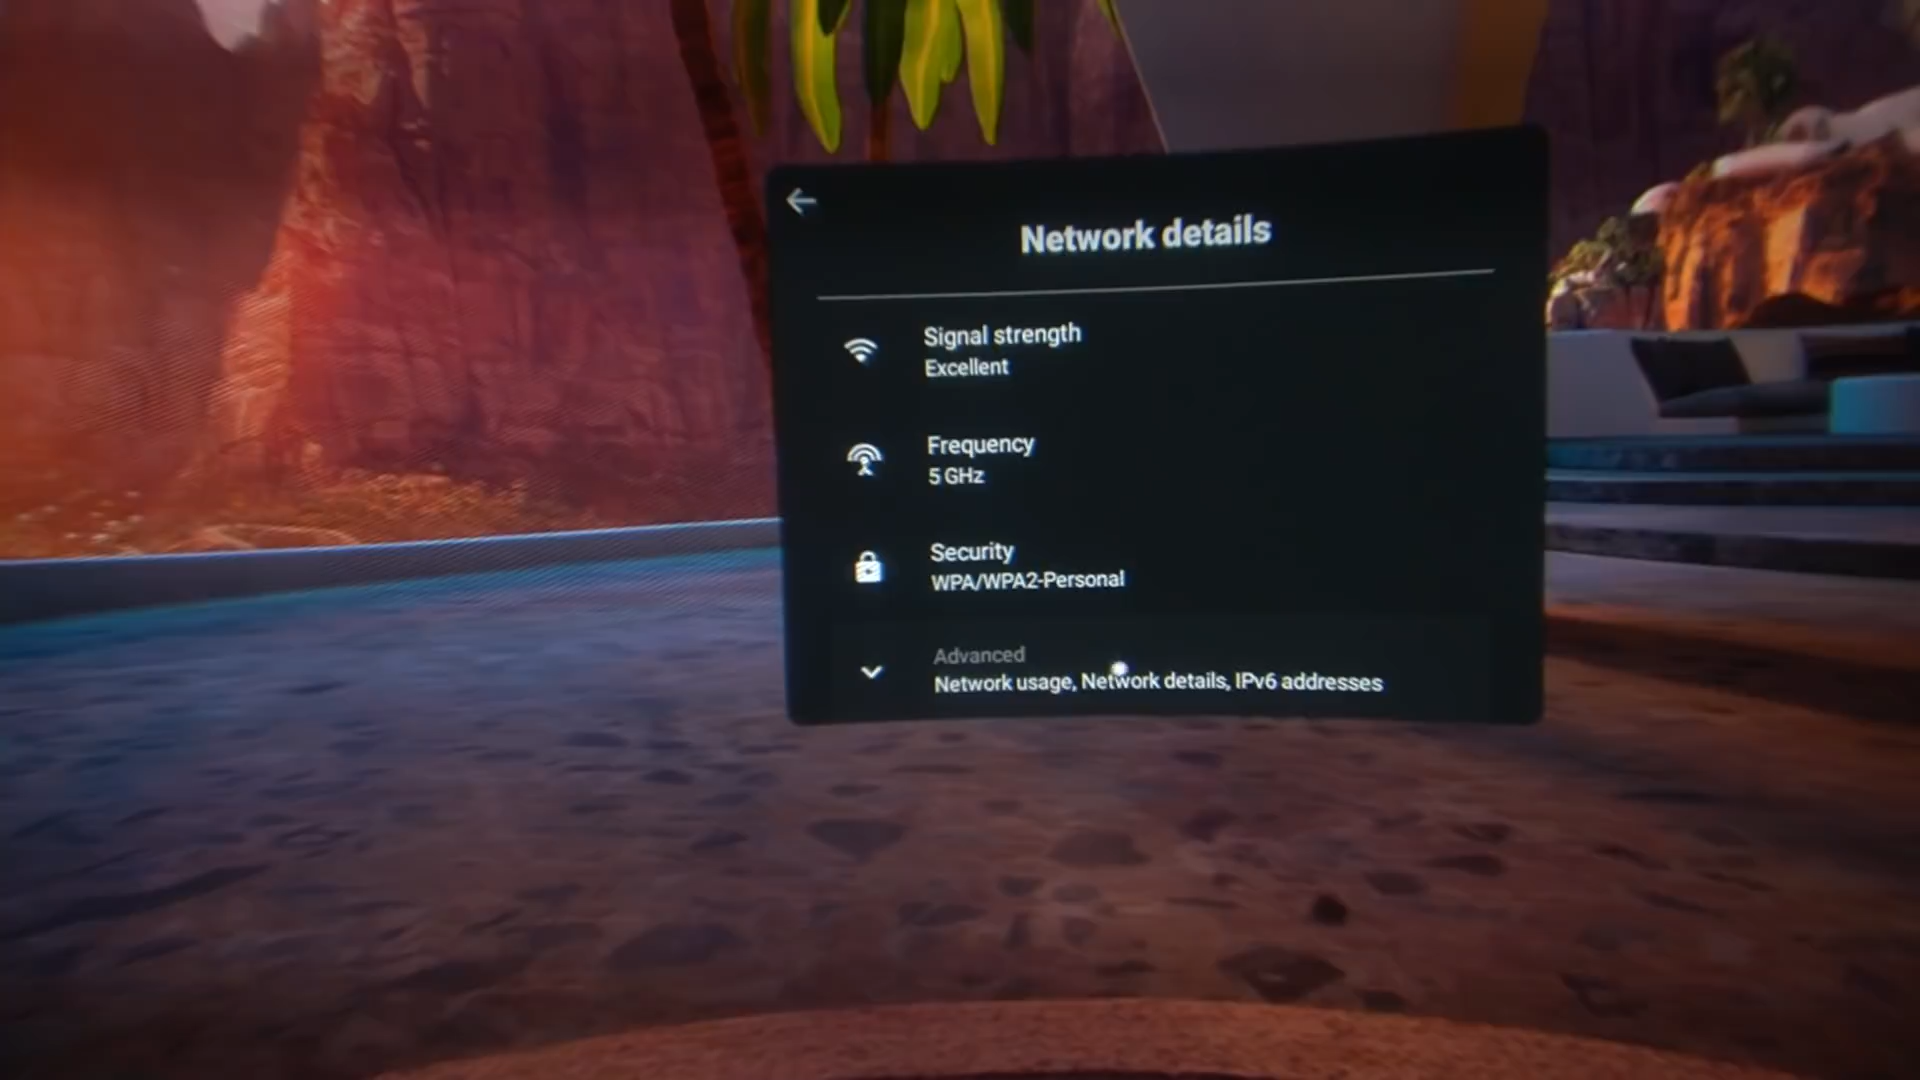 Network details
Signal strength
Excellent
Frequency
5 GHz
Security
WPA/WPA2-Personal
Advanced
Network usage, Network details, IPv6 addresses